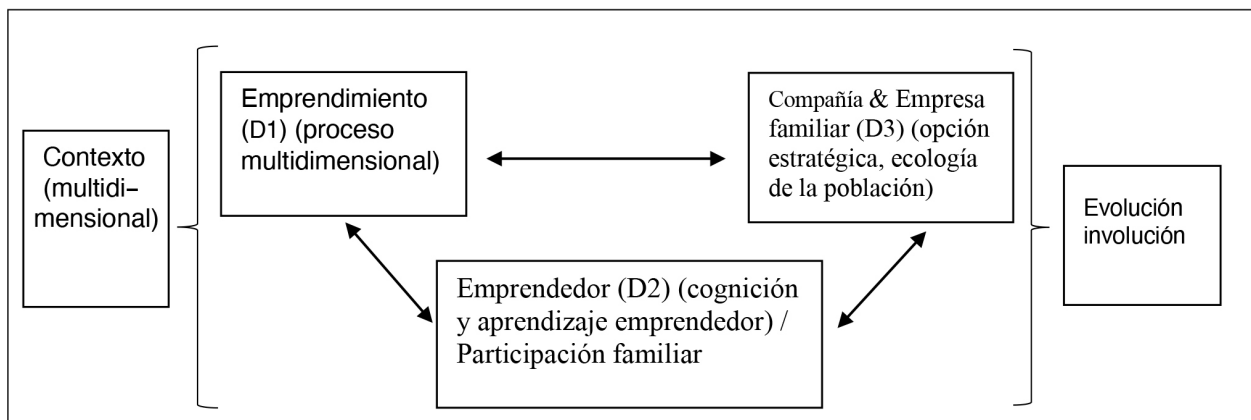 Contexto
(multidi-
mensional)
Emprendimiento
(D1) (proceso
multidimensional)
Compañía & Empresa
familiar (D3) (opción
estratégica, ecología
de la población)
Emprendedor (D2) (cognición
y aprendizaje emprendedor) /
Participación familiar
Evolución
involución